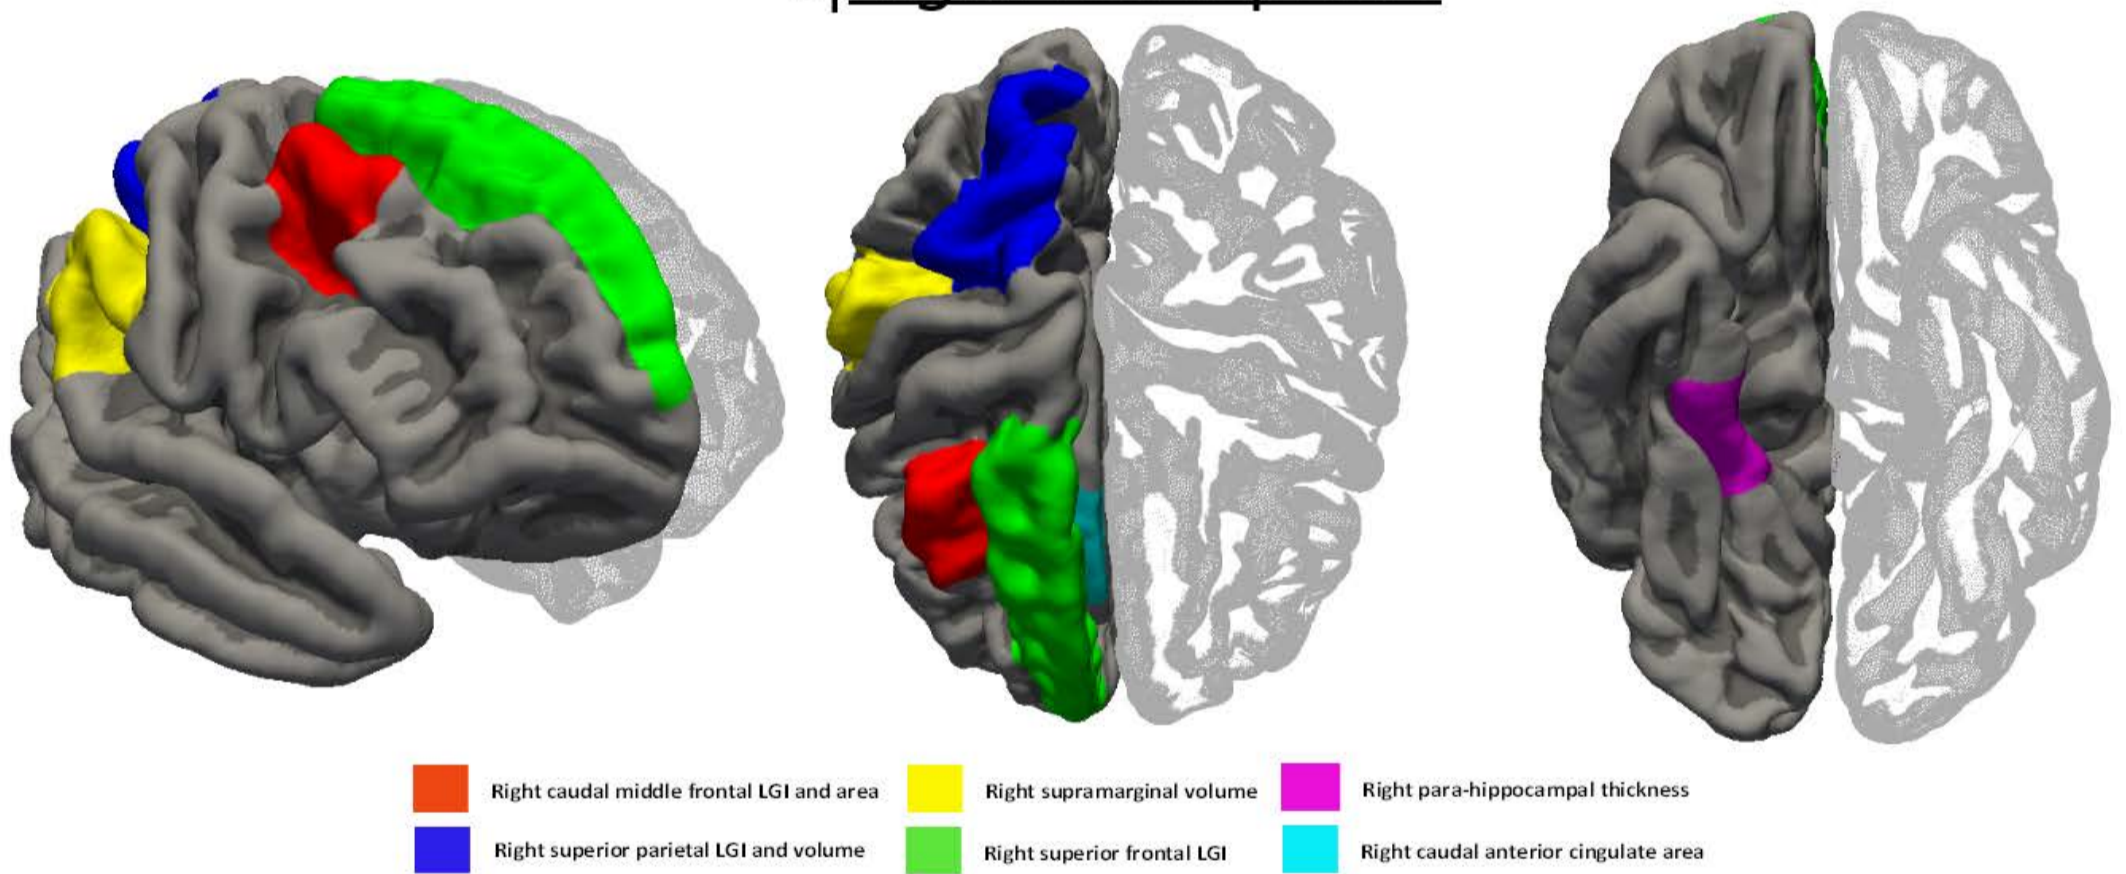 Right caudal middle frontal LGI and area
Right supramarginal volume
Right para-hippocampal thickness
Right superior parietal LGI and volume
Right superior frontal LGI
Right caudal anterior cingulate area